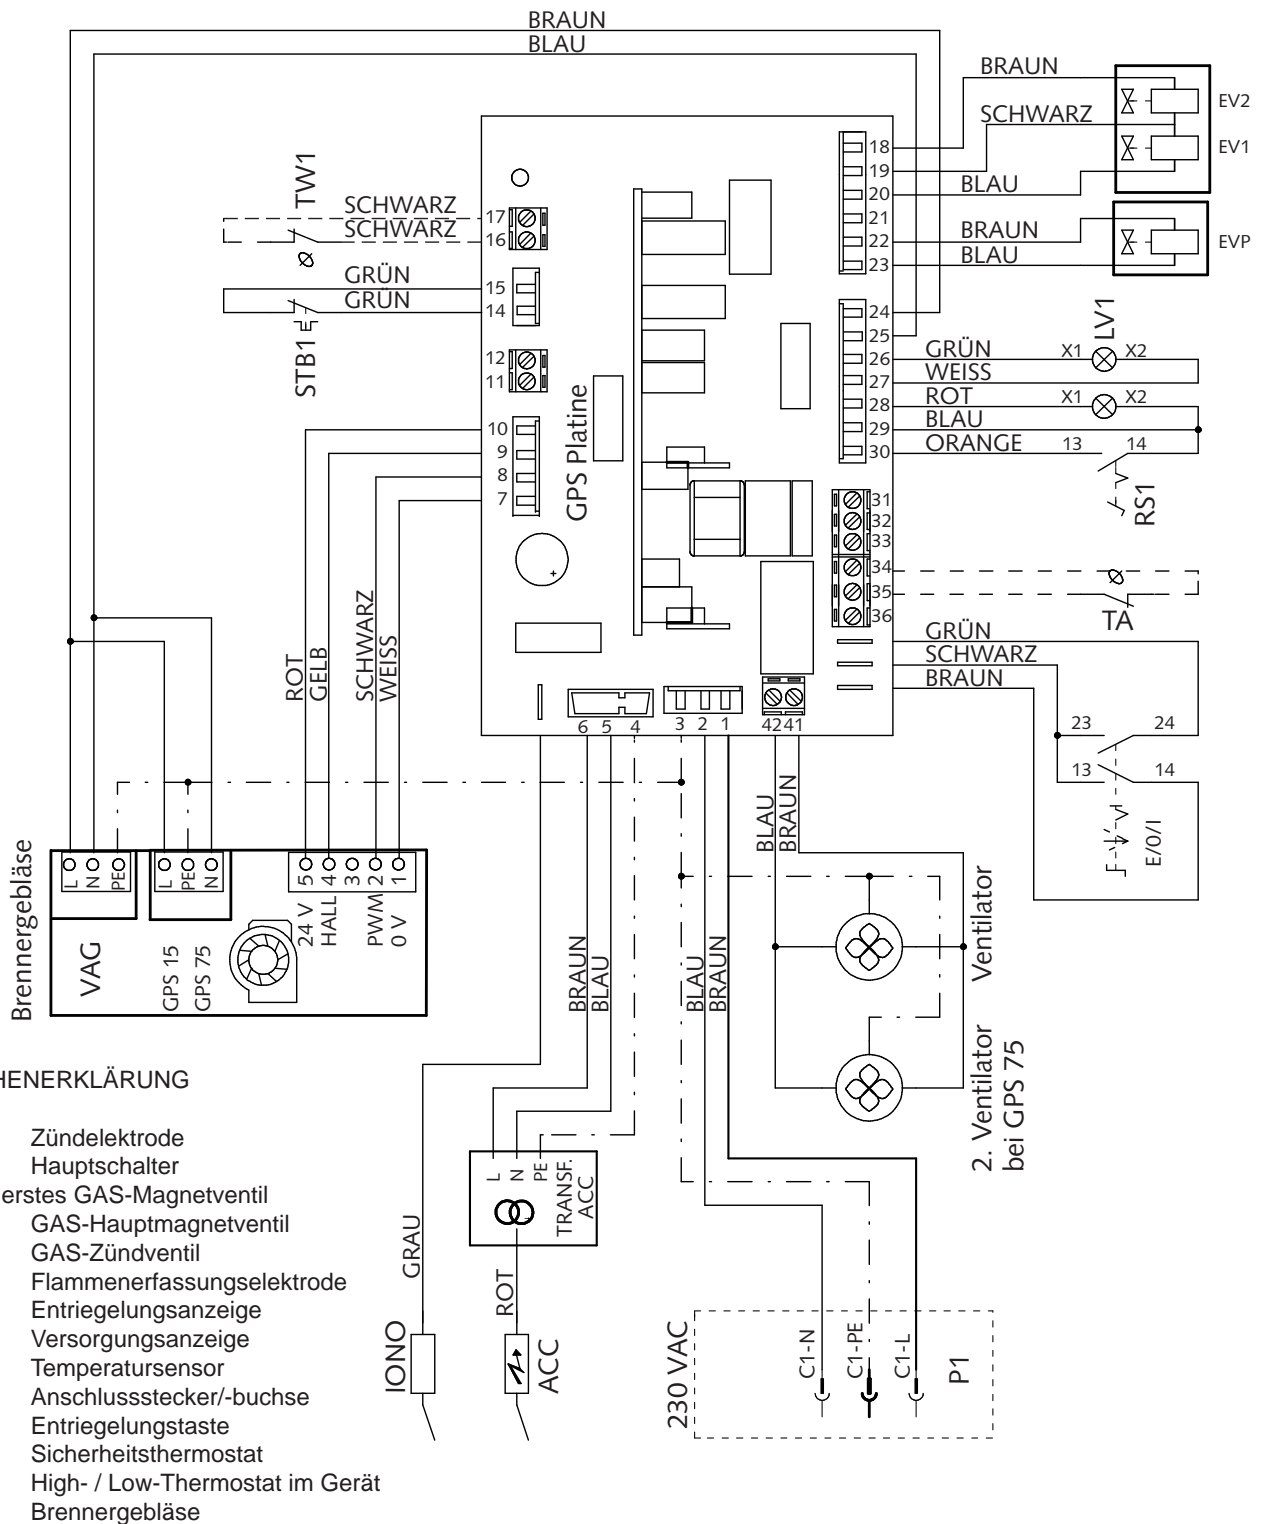 BRAUN
BLAU
BRAUN
EV2
SCHWARZ
EV1
BLAU
BRAUN
EVP
BLAU
TW1
SCHWARZ
SCHWARZ
GRÜN
GRÜN
STB1
17
16
15
14
12
11
10
9
8
7
GPS Platine
18
19
20
21
22
23
24
25
26
27
28
29
30
31
32
33
34
35
36
LV1
GRÜN
X1
X2
WEISS
ROT
X1
X2
BLAU
ORANGE
13
14
RS1
TA
GRÜN
SCHWARZ
BRAUN
23
24
13
14
E/0/I
ROT
GELB
SCHWARZ
WEISS
+
6
5
4
3
2
1
42
41
BLAU
BRAUN
Brennergebläse
L
N
PE
L
PE
N
5
4
3
2
1
24 V
HALL
PWM
0 V
VAG
GPS 15
GPS 75
BRAUN
BLAU
BLAU
BRAUN
Ventilator
2. Ventilator
bei GPS 75
HENERKLÄRUNG
Zündelektrode
Hauptschalter
erstes GAS-Magnetventil
GAS-Hauptmagnetventil
GAS-Zündventil
Flammenerfassungselektrode
Entriegelungsanzeige
Versorgungsanzeige
Temperatursensor
Anschlussstecker/-buchse
Entriegelungstaste
Sicherheitsthermostat
High- / Low-Thermostat im Gerät
Brennergebläse
L
N
PE
TRANSF.
ACC
GRAU
ROT
IONO
ACC
230 VAC
C1-N
C1-PE
C1-L
P1